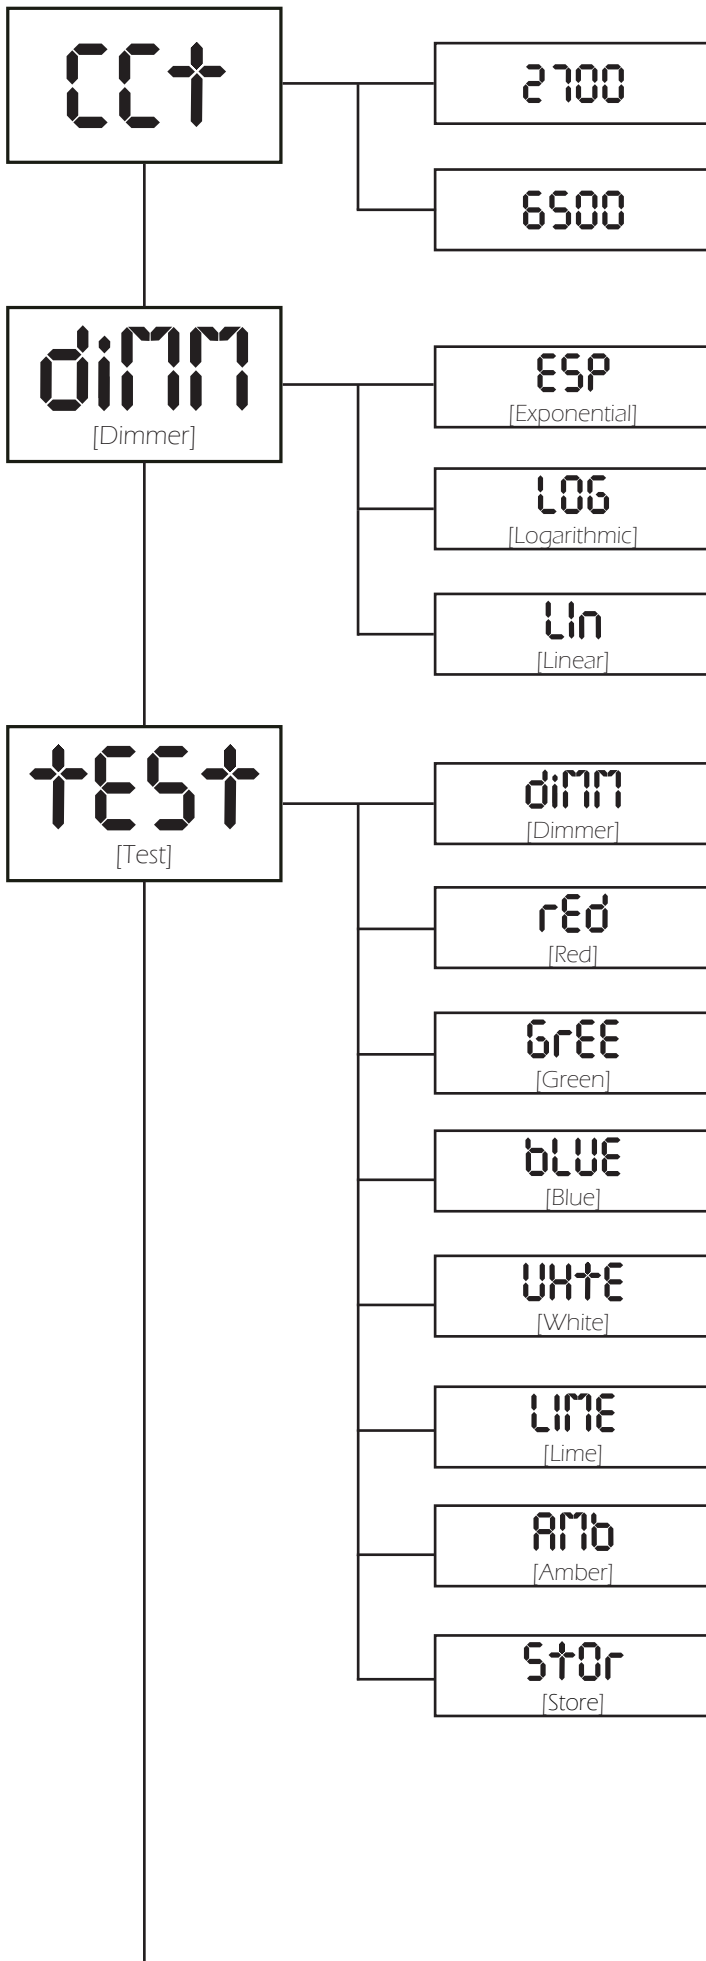 CCt
2700
6500
diMM
[Dimmer]
ESP
[Exponential]
LOG
[Logarithmic]
LIn
[Linear]
tESt
[Test]
diMM
[Dimmer]
rEd
[Red]
GrEE
[Green]
bLUE
[Blue]
UHtE
[White]
LIME
[Lime]
AMb
[Amber]
StOr
[Store]